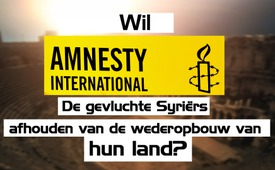 Wil
AMNESTY
INTERNATIONAL
De gevluchte Syriërs
afhouden van de wederopbouw van
hun land?